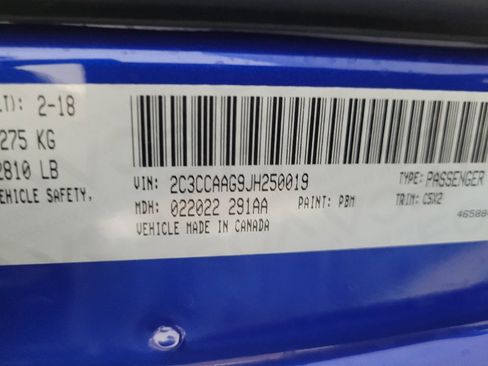 LT): 2-18
275 KG
2810 LB
VEHICLE SAFETY,
VIN: 2C3CCAAG9JH250019
TYPE: PASSENGER
MDH: 022022 291AA
PAINT: PBM
TRIM: C5X2
VEHICLE MADE IN CANADA
46588